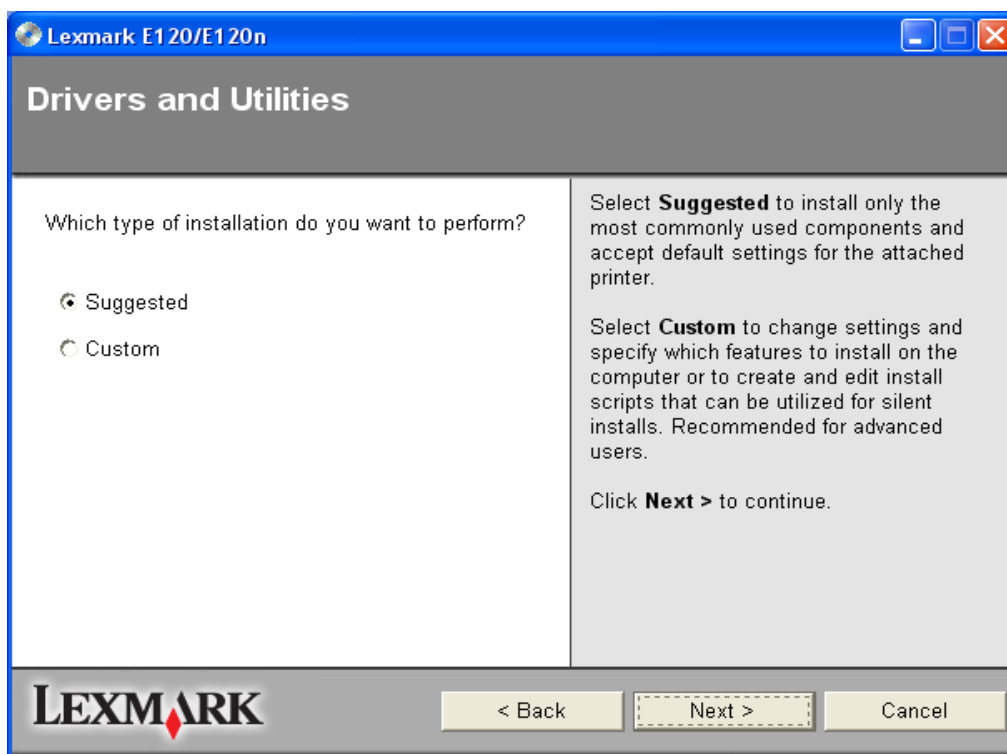 Lexmark E120/E120n
Drivers and Utilities
Which type of installation do you want to perform?
Suggested
Custom
Select Suggested to install only the
most commonly used components and
accept default settings for the attached
printer.
Select Custom to change settings and
specify which features to install on the
computer or to create and edit install
scripts that can be utilized for silent
installs. Recommended for advanced
users.
Click Next > to continue.
LEXMARK
< Back
Next >
Cancel